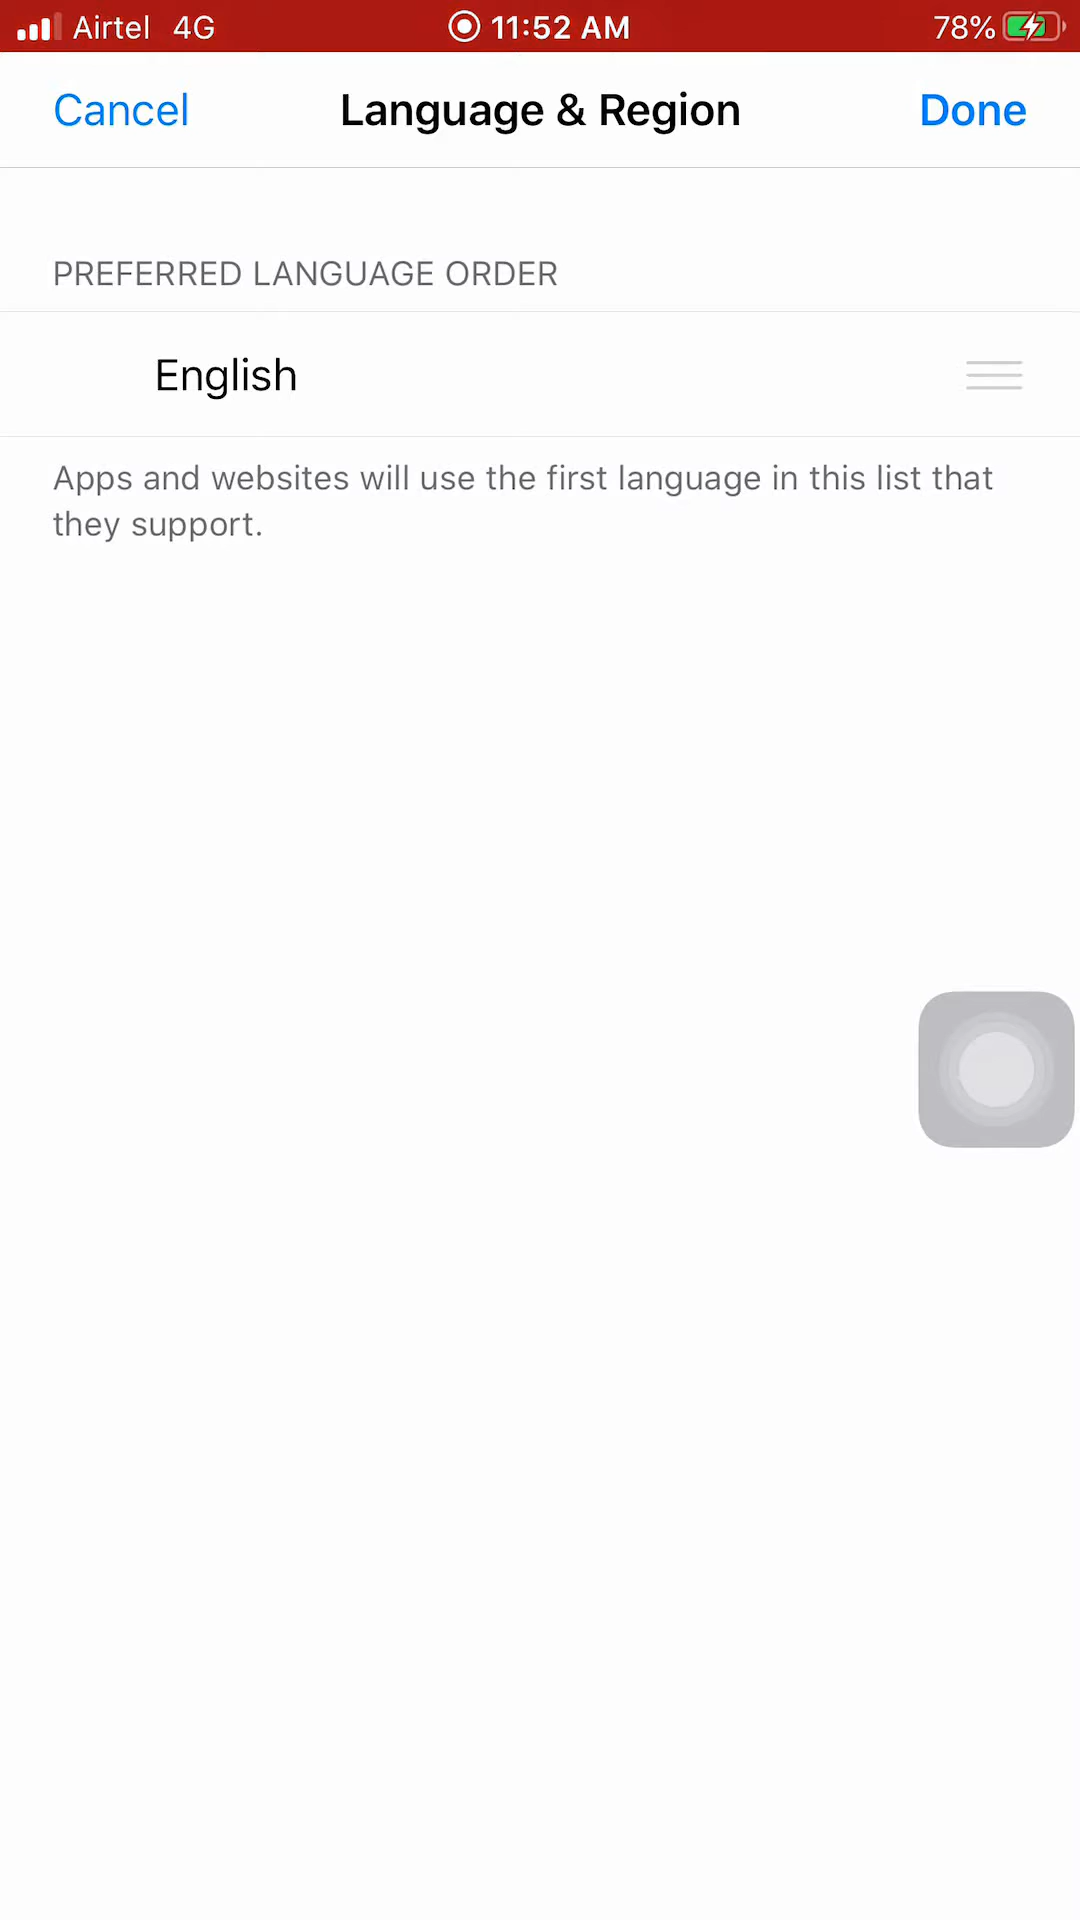 Airtel 4G 11:52 AM 78%
Cancel Language & Region Done
PREFERRED LANGUAGE ORDER
English
Apps and websites will use the first language in this list that
they support.